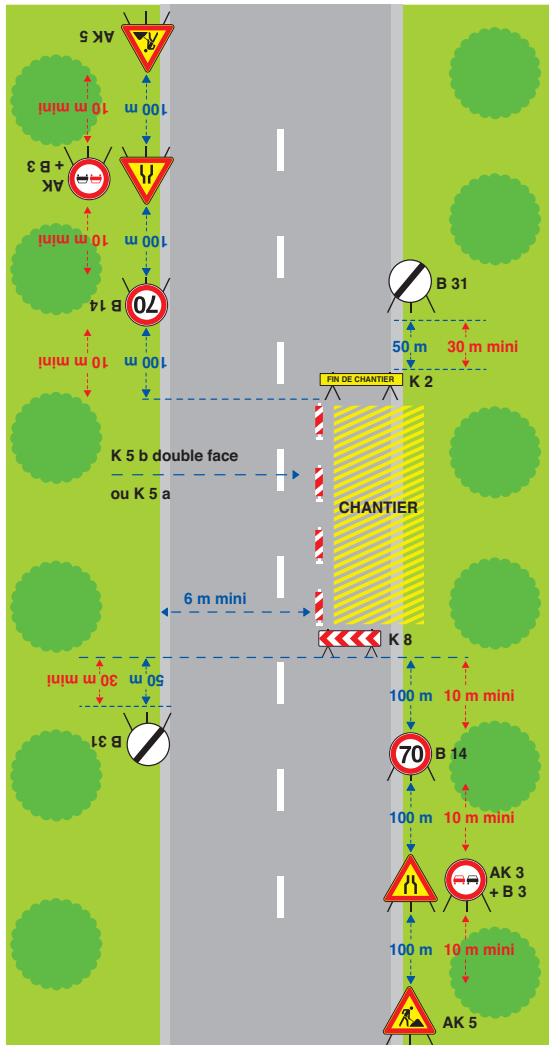 AK 5
100 m
10 m mini
AK
+ B 3
100 m
10 m mini
B 31
70
B 14
50 m
30 m mini
100 m
10 m mini
FIN DE CHANTIER
K 2
K 5 b double face
ou K 5 a
CHANTIER
6 m mini
K 8
50 m
30 m mini
100 m
10 m mini
B 31
70
B 14
100 m
10 m mini
AK 3
+ B 3
100 m
10 m mini
AK 5